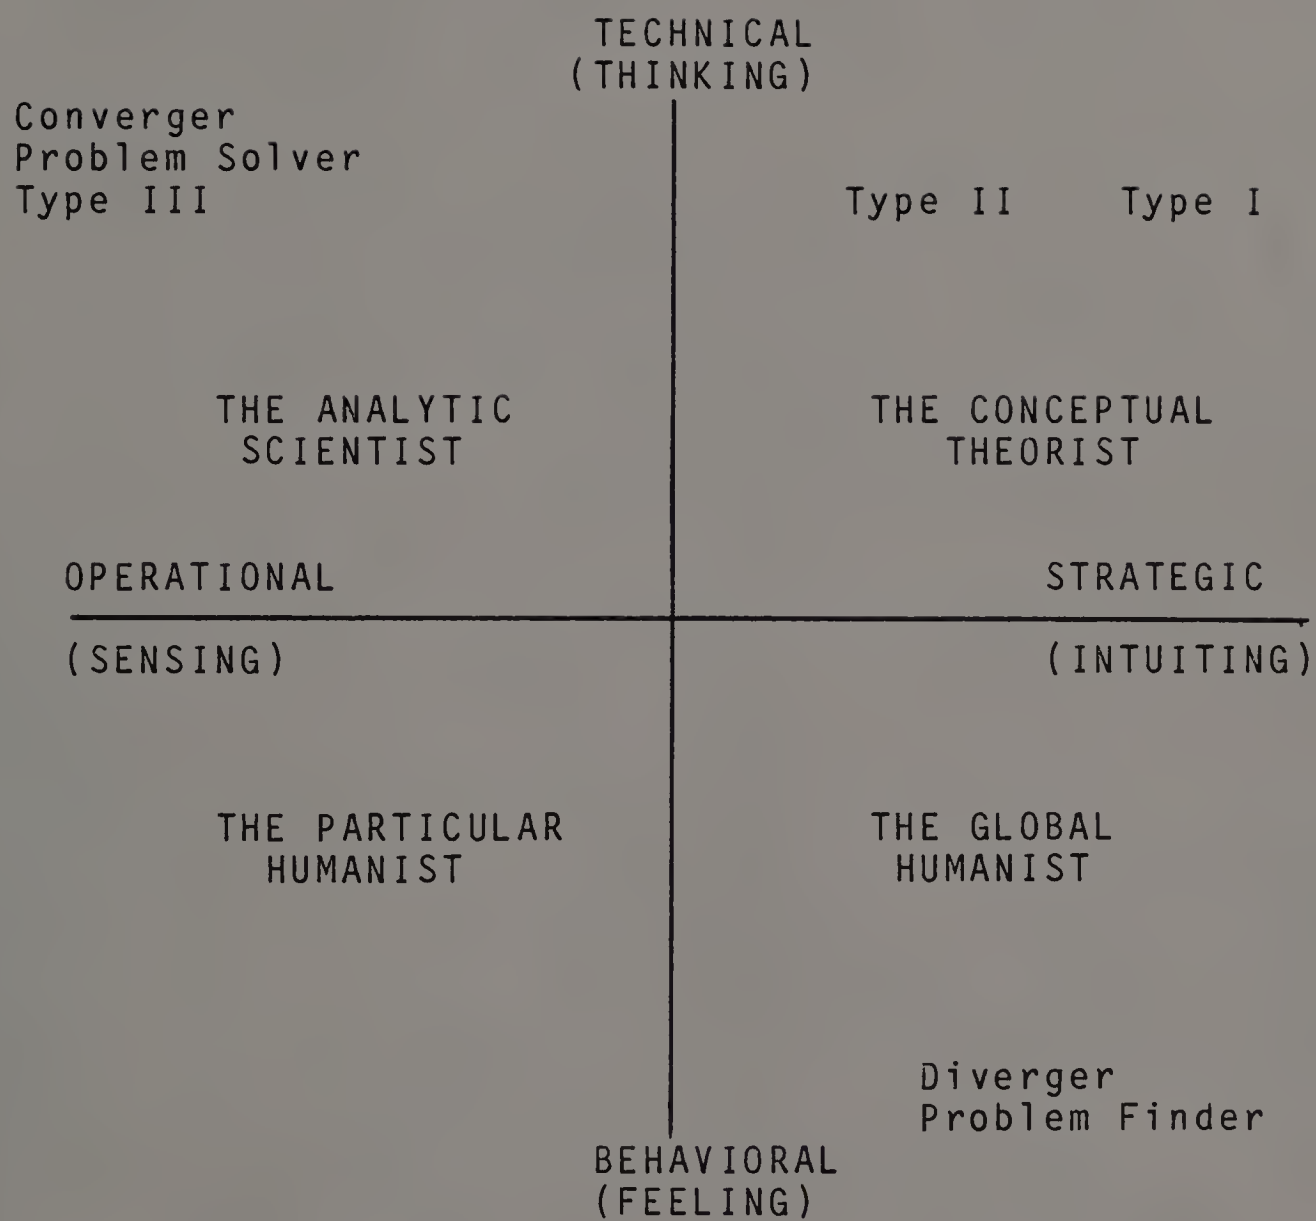 TECHNICAL
(THINKING)
Converger
Problem Solver
Type III
Type II Type I
THE ANALYTIC
SCIENTIST
THE CONCEPTUAL
THEORIST
OPERATIONAL
STRATEGIC
(SENSING)
(INTUITING)
THE PARTICULAR
HUMANIST
THE GLOBAL
HUMANIST
Diverger
Problem Finder
BEHAVIORAL
(FEELING)